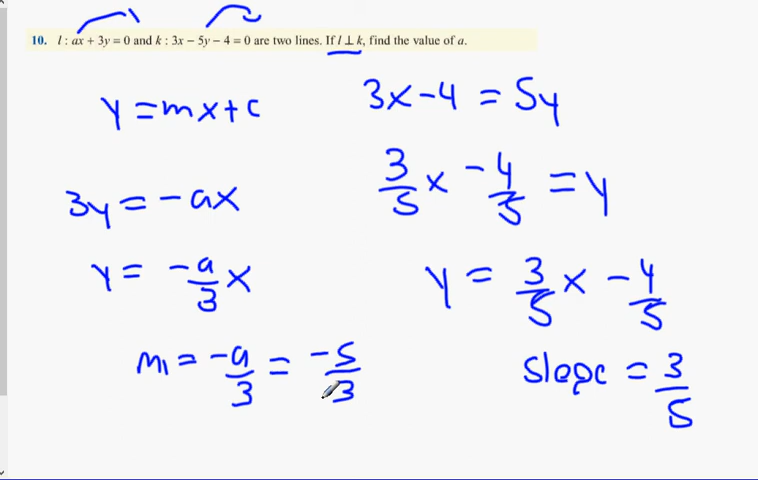 10. l : ax + 3y = 0 and k : 3x − 5y − 4 = 0 are two lines. If l ⊥ k, find the value of a.
y = mx + c
3x - 4 = 5y
3y = -ax
3/5 x - 4/5 = y
y = -a/3 x
y = 3/5 x - 4/5
m = -a/3 = -5/3
slope = 3/5